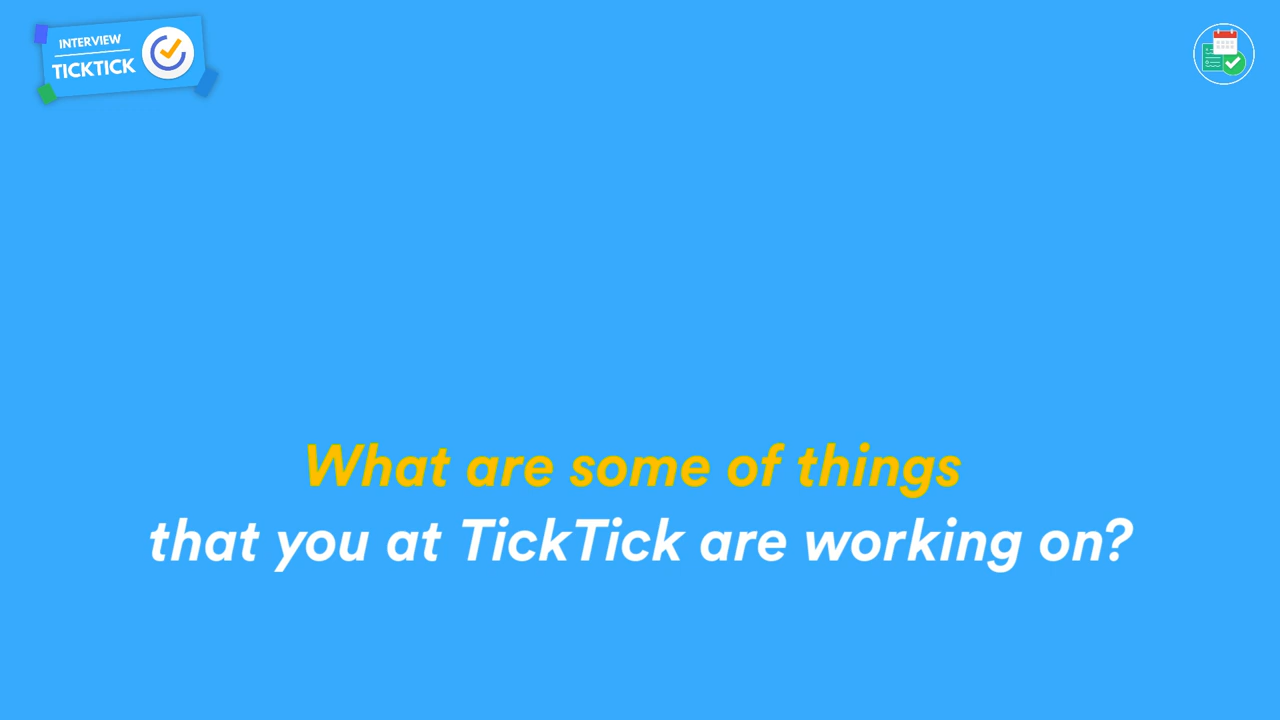 INTERVIEW
TICKTICK
What are some of things
that you at TickTick are working on?